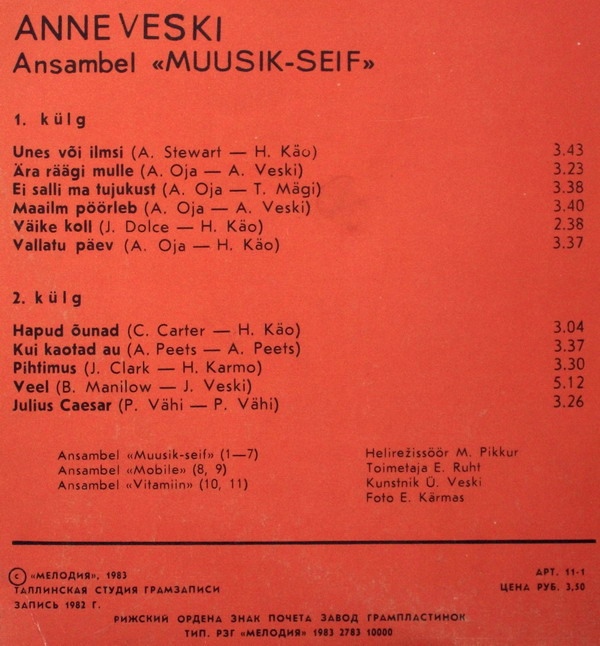 ANNE VESKI
Ansambel «MUUSIK-SEIF»
1. külg
Unes või ilmsi (A. Stewart — H. Käo) 3.43
Ära räägi mulle (A. Oja — A. Veski) 3.23
Ei salli ma tujukust (A. Oja — T. Mägi) 3.38
Maailm pöörleb (A. Oja — A. Veski) 3.40
Väike koll (J. Dolce — H. Käo) 2.38
Vallatu päev (A. Oja — H. Käo) 3.37
2. külg
Hapud õunad (C. Carter — H. Käo) 3.04
Kui kaotad au (A. Peets — A. Peets) 3.37
Pihtimus (J. Clark — H. Karmo) 3.30
Veel (B. Manilow — J. Veski) 5.12
Julius Caesar (P. Vähi — P. Vähi) 3.26
Ansambel «Muusik-seif» (1—7)
Ansambel «Mobile» (8, 9)
Ansambel «Vitamiin» (10, 11)
Helirežissöör M. Pikkur
Toimetaja E. Ruht
Kunstnik Ü. Veski
Foto E. Kärmas
© «МЕЛОДИЯ», 1983
ТАЛЛИНСКАЯ СТУДИЯ ГРАМЗАПИСИ
ЗАПИСЬ 1982 Г.
АРТ. 11-1
ЦЕНА РУБ. 3,50
РИЖСКИЙ ОРДЕНА ЗНАК ПОЧЕТА ЗАВОД ГРАМПЛАСТИНОК
ТИП. РЗГ «МЕЛОДИЯ» 1983 2783 10000